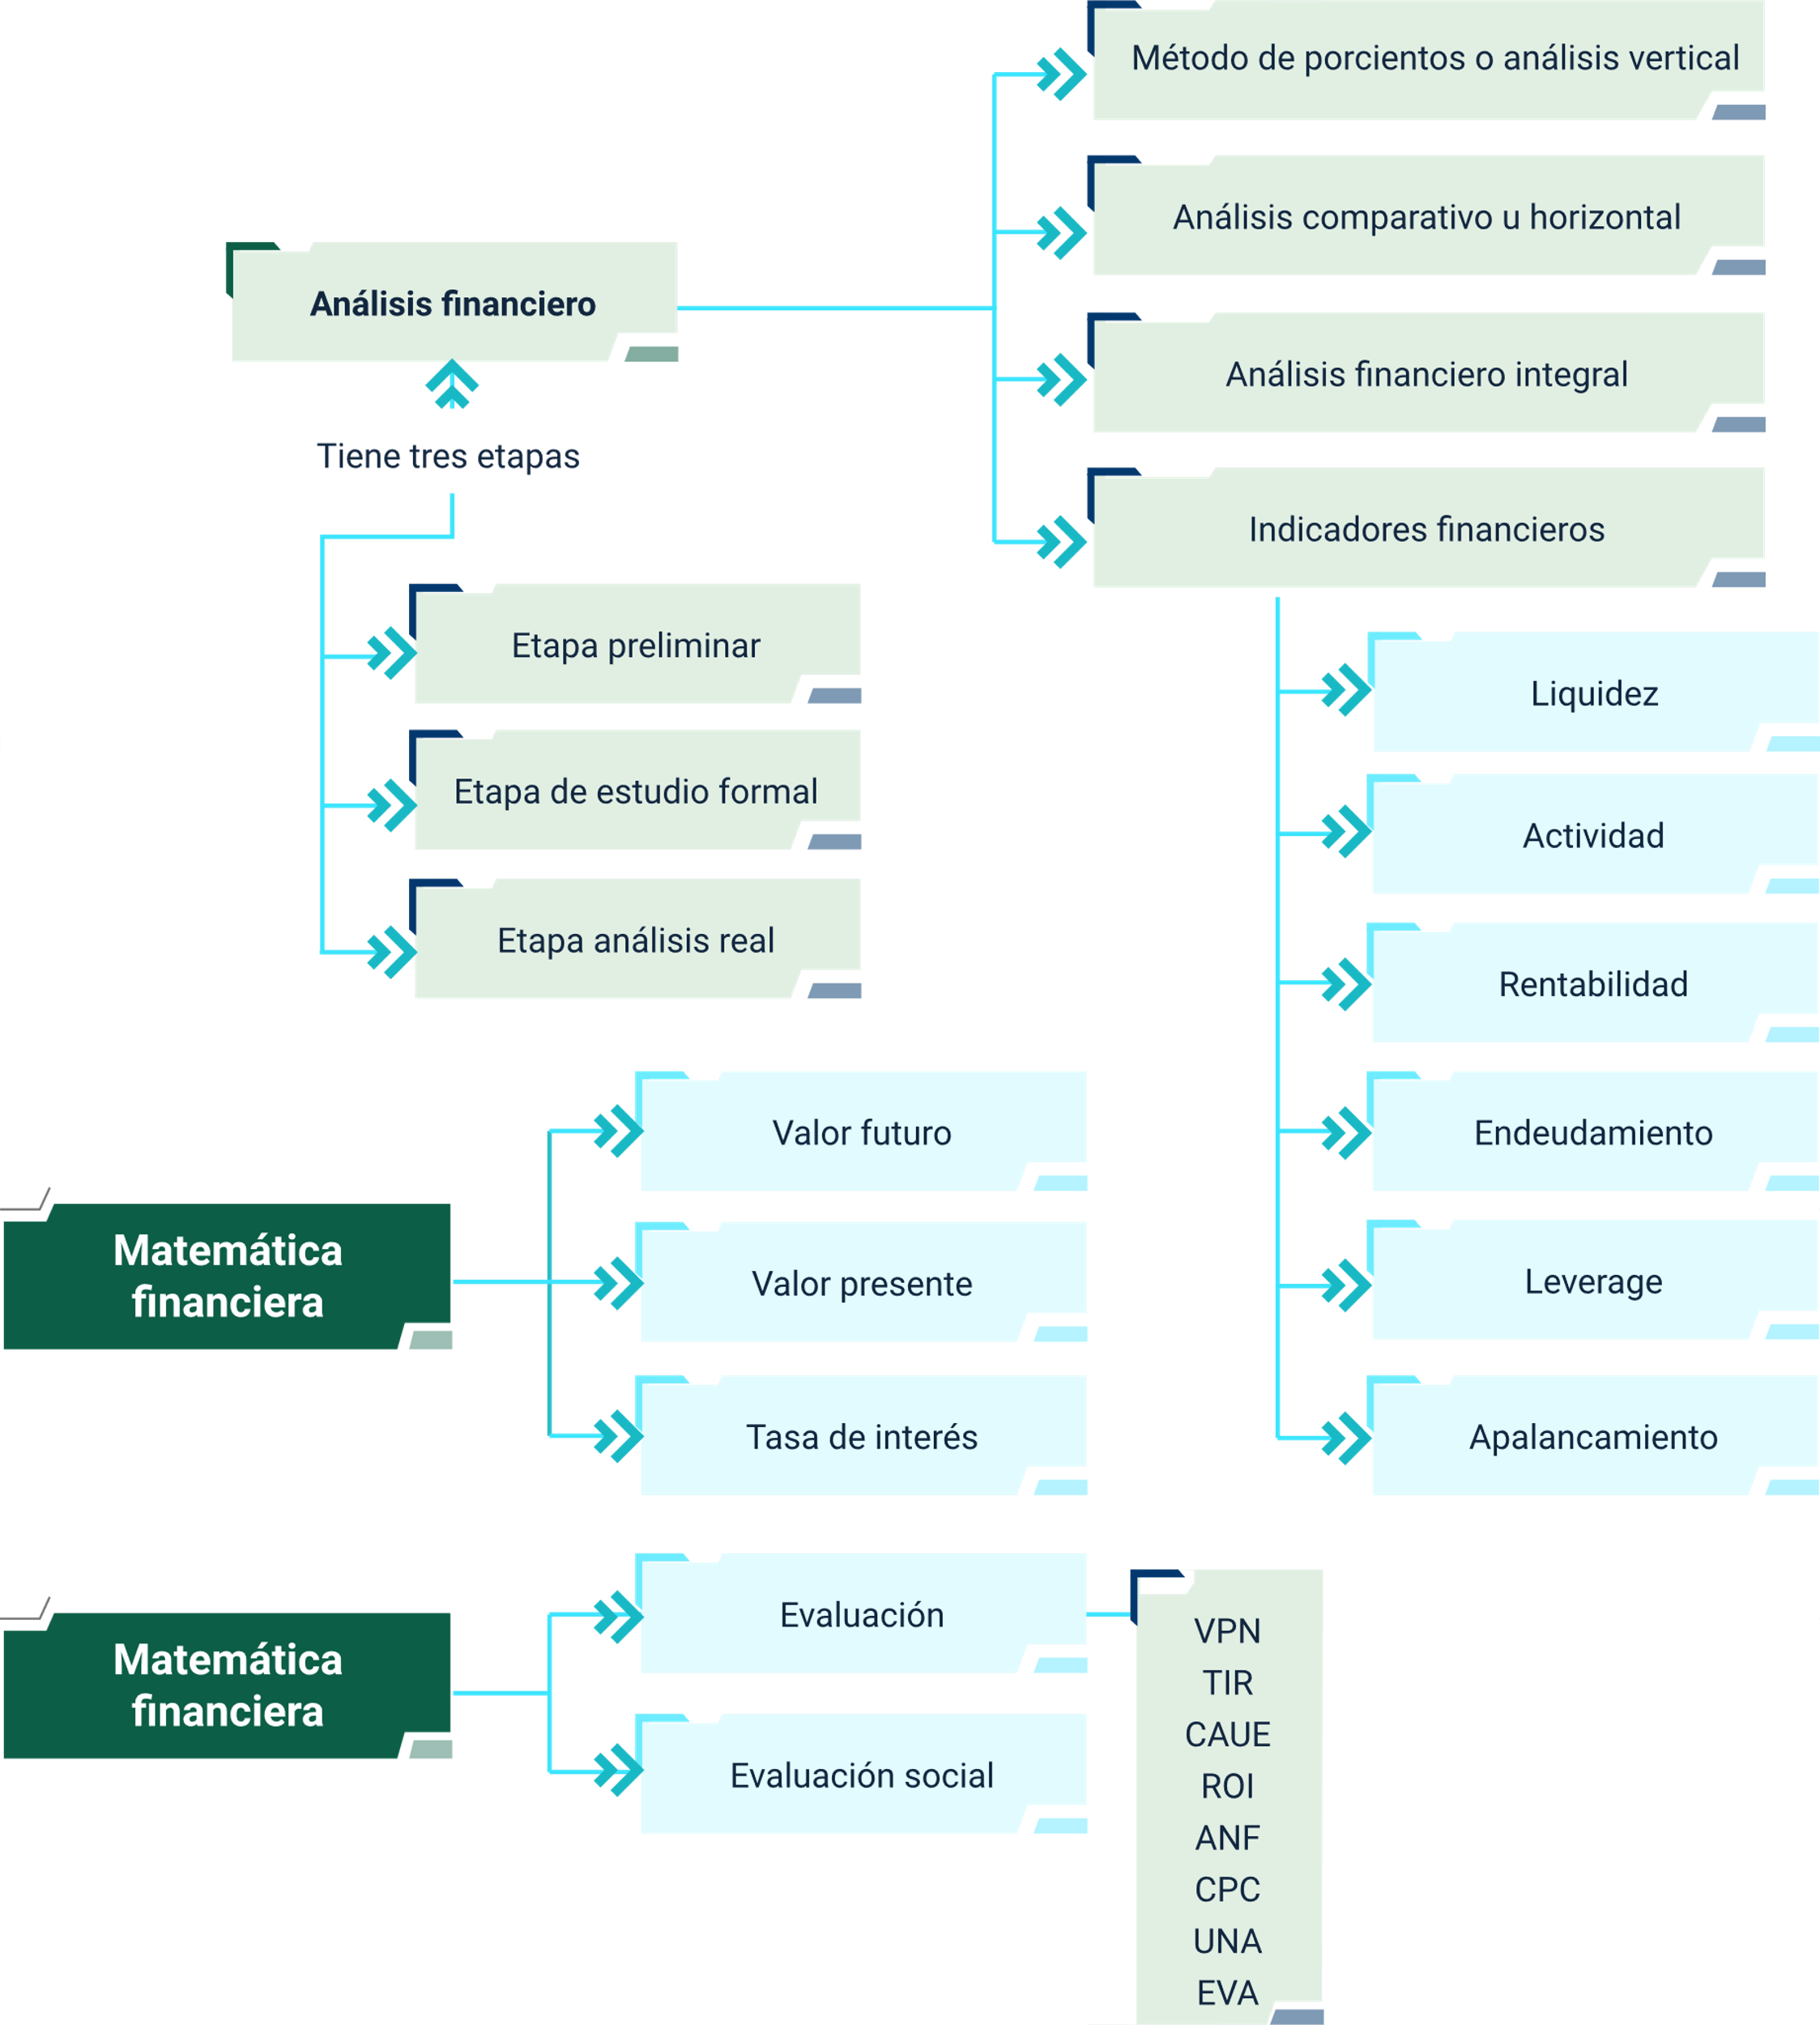 Análisis financiero
Método de porcientos o análisis vertical
Análisis comparativo u horizontal
Análisis financiero integral
Indicadores financieros
Tiene tres etapas
Etapa preliminar
Etapa de estudio formal
Etapa análisis real
Liquidez
Actividad
Rentabilidad
Endeudamiento
Leverage
Apalancamiento
Matemática
financiera
Valor futuro
Valor presente
Tasa de interés
Matemática
financiera
Evaluación
Evaluación social
VPN
TIR
CAUE
ROI
ANF
CPC
UNA
EVA